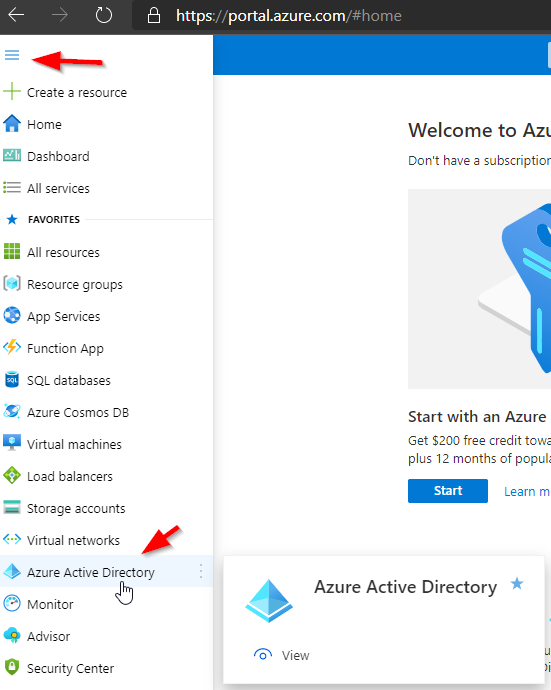 https://portal.azure.com/#home
Create a resource
Home
Dashboard
All services
FAVORITES
All resources
Resource groups
App Services
Function App
SQL
SQL databases
Azure Cosmos DB
Virtual machines
Load balancers
Storage accounts
Virtual networks
Azure Active Directory
Monitor
Advisor
Security Center
Welcome to Azu
Don't have a subscription
Start with an Azure
Get $200 free credit towa
plus 12 months of popula
Start
Learn m
Azure Active Directory
View